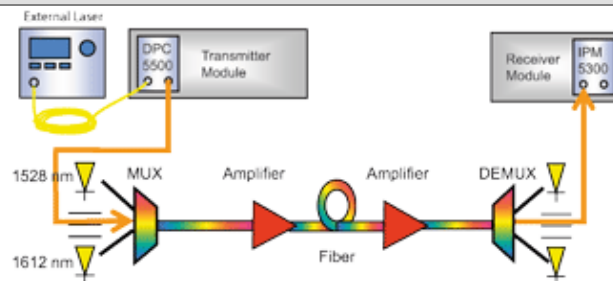 External Laser
DPC
5500
Transmitter
Module
Receiver
Module
IPM
5300
1528 nm
MUX
Amplifier
Amplifier
DEMUX
Fiber
1612 nm